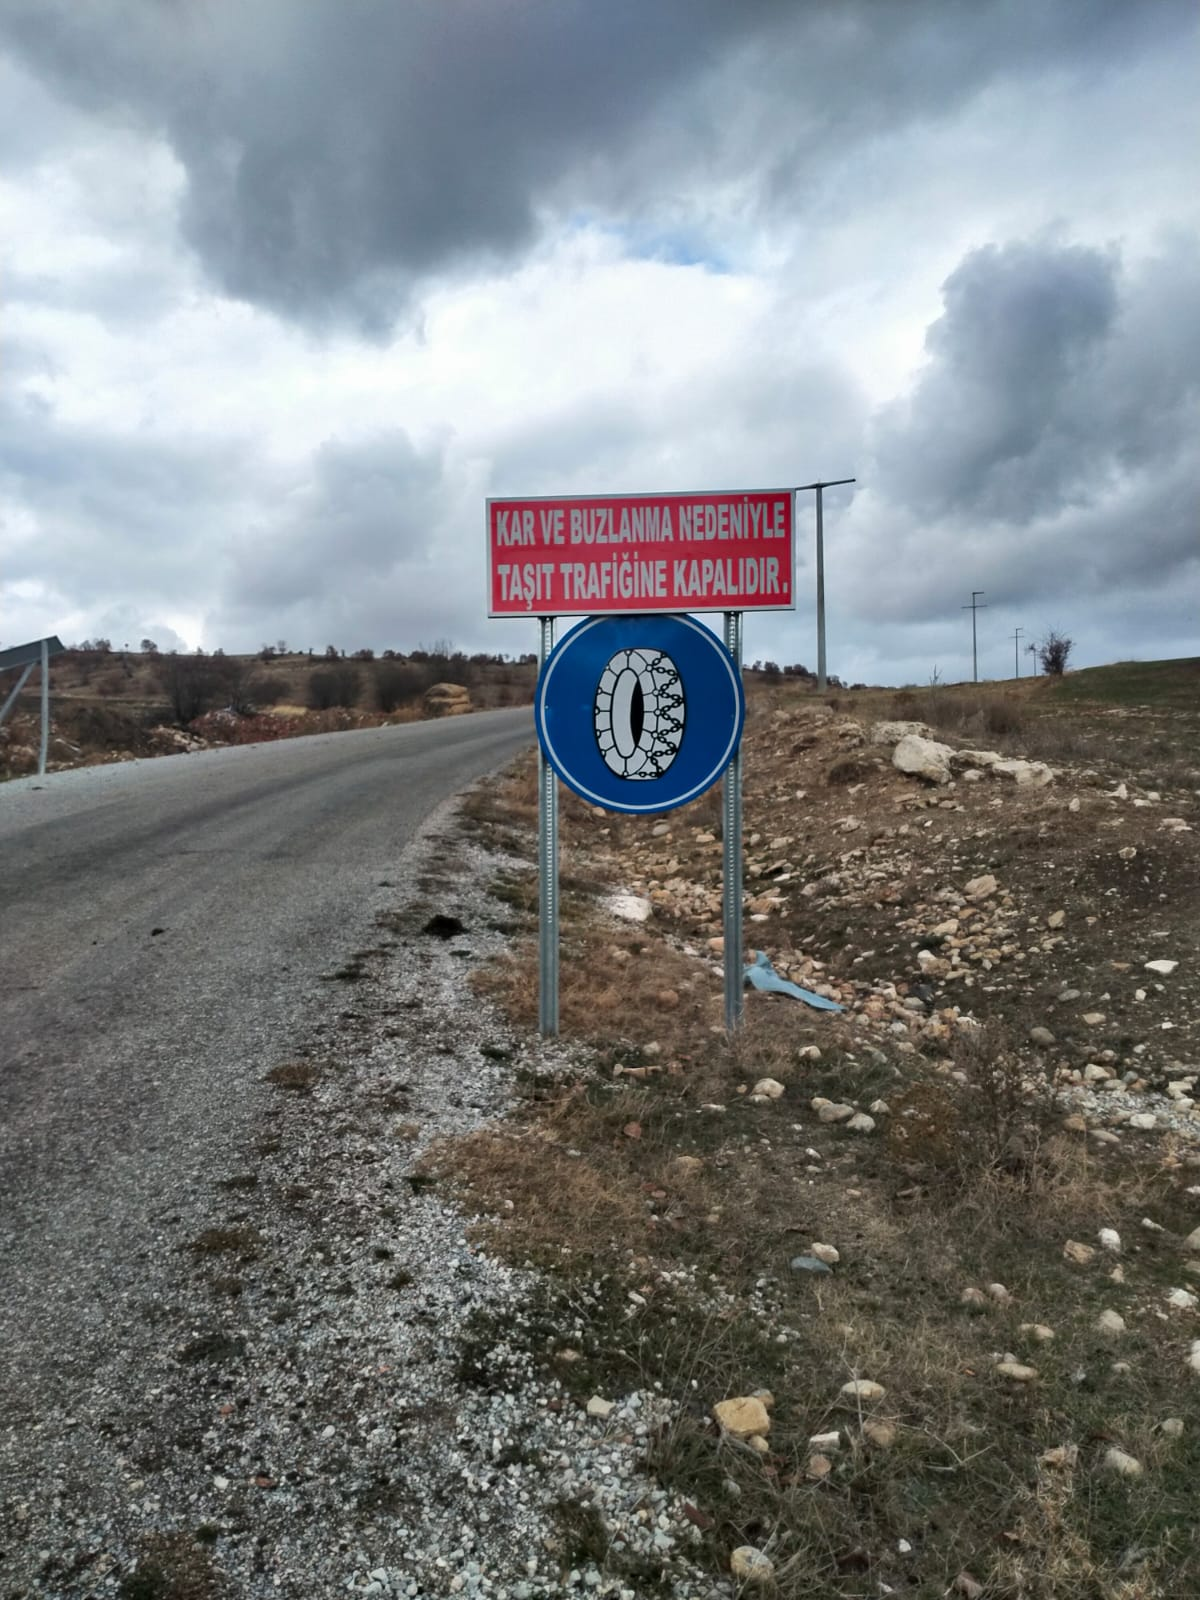 KAR VE BUZLANMA NEDENİYLE
TAŞIT TRAFİĞİNE KAPALIDIR.